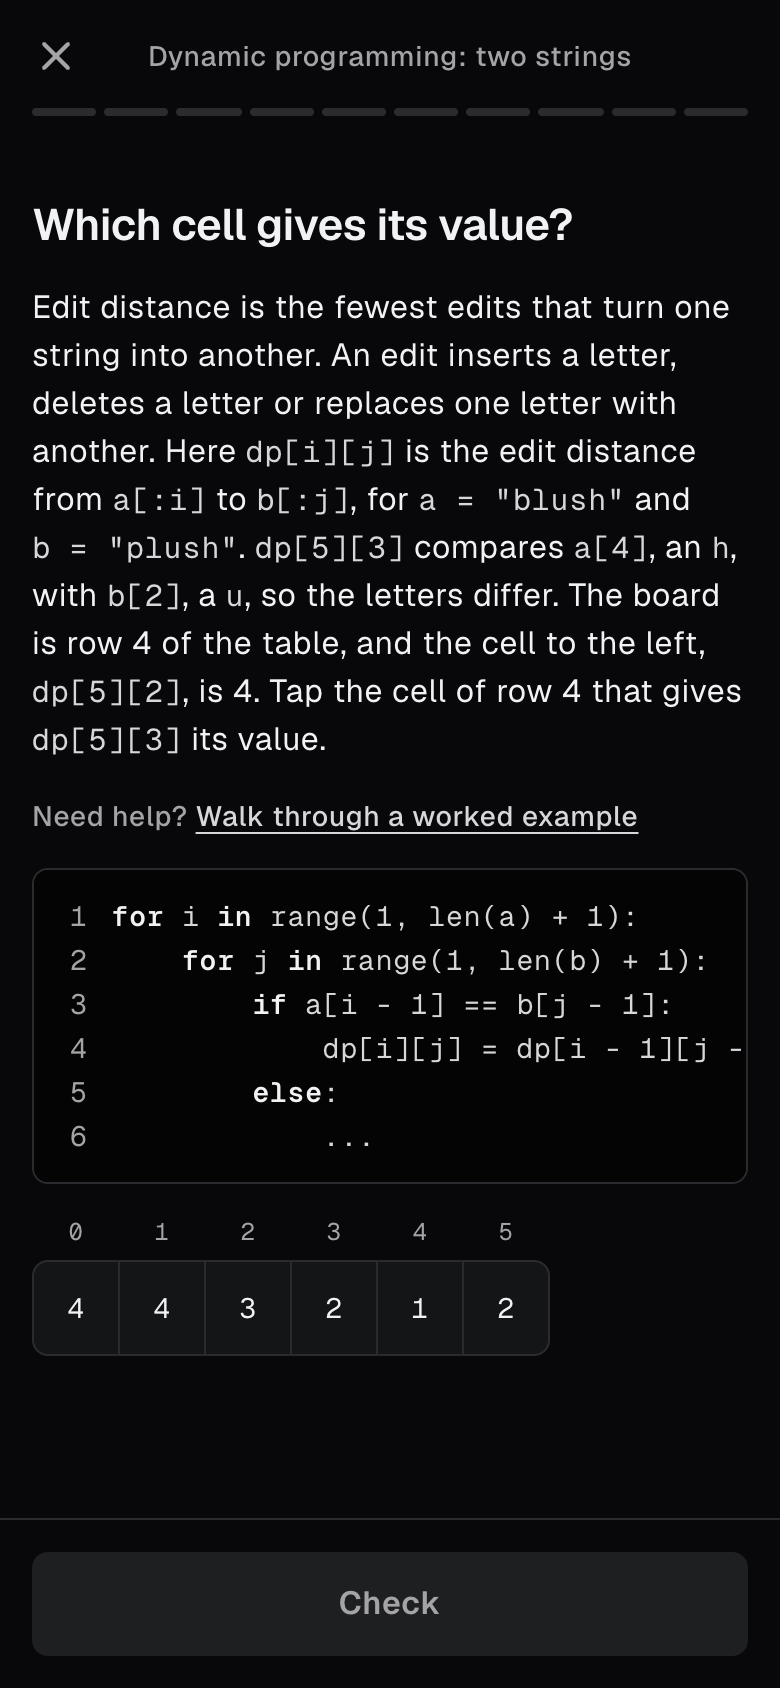 Dynamic programming: two strings
Which cell gives its value?
Edit distance is the fewest edits that turn one
string into another. An edit inserts a letter,
deletes a letter or replaces one letter with
another. Here dp[i][j] is the edit distance
from a[:i] to b[:j], for a = "blush" and
b = "plush". dp[5][3] compares a[4], an h,
with b[2], a u, so the letters differ. The board
is row 4 of the table, and the cell to the left,
dp[5][2], is 4. Tap the cell of row 4 that gives
dp[5][3] its value.
Need help? Walk through a worked example
1 for i in range(1, len(a) + 1):
2     for j in range(1, len(b) + 1):
3         if a[i - 1] == b[j - 1]:
4             dp[i][j] = dp[i - 1][j -
5         else:
6             ...
0 1 2 3 4 5
4 4 3 2 1 2
Check